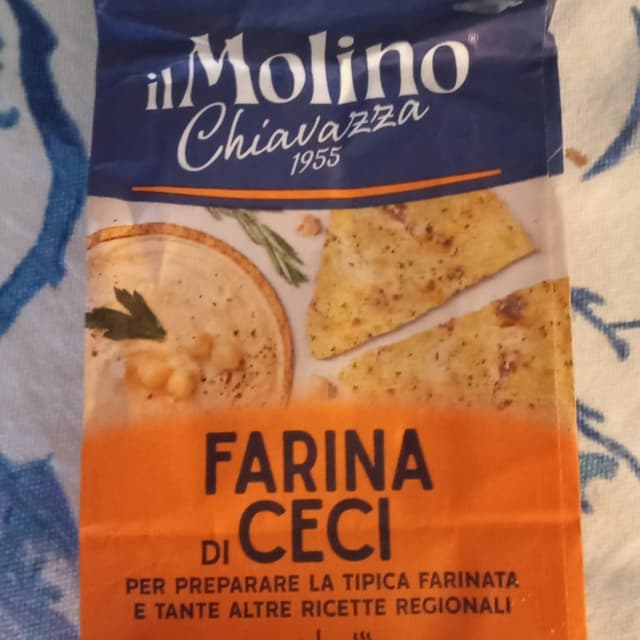 il Molino®
Chiavazza
1955
FARINA
DI CECI
PER PREPARARE LA TIPICA FARINATA
E TANTE ALTRE RICETTE REGIONALI